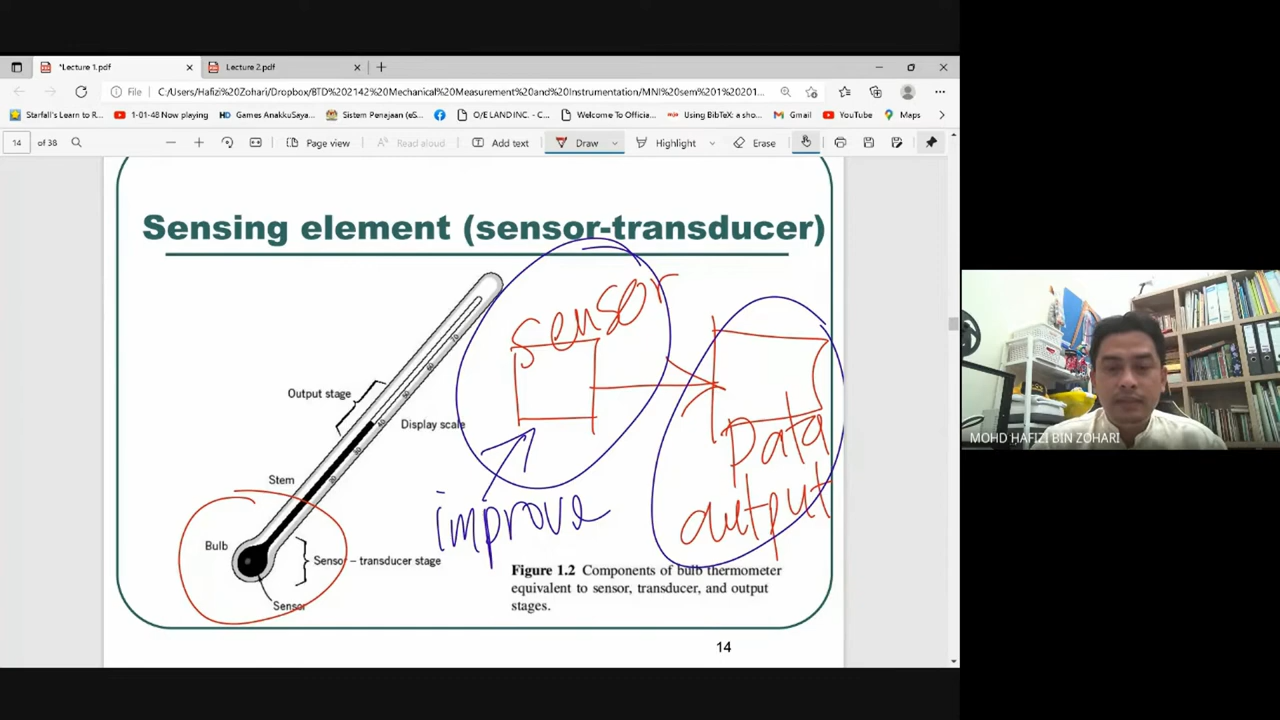 *Lecture 1.pdf
Lecture 2.pdf
File
C:/Users/Hafizi%20Zohari/Dropbox/BTD%202142%20Mechanical%20Measurement%20and%20Instrumentation/MNI%20sem%201%20201...
Starfall's Learn to R...
1-01-48 Now playing
Games AnakkuSaya...
Sistem Penajaan (eS...
O/E LAND INC. - C...
Welcome To Officia...
Using BibTeX: a sho...
Gmail
YouTube
Maps
14 of 38
Page view
Read aloud
Add text
Draw
Highlight
Erase
Sensing element (sensor-transducer)
sensor
Output stage
Display scale
Data
output
Stem
improve
Bulb
Sensor – transducer stage
Sensor
Figure 1.2 Components of bulb thermometer
equivalent to sensor, transducer, and output
stages.
14
MOHD HAFIZI BIN ZOHARI